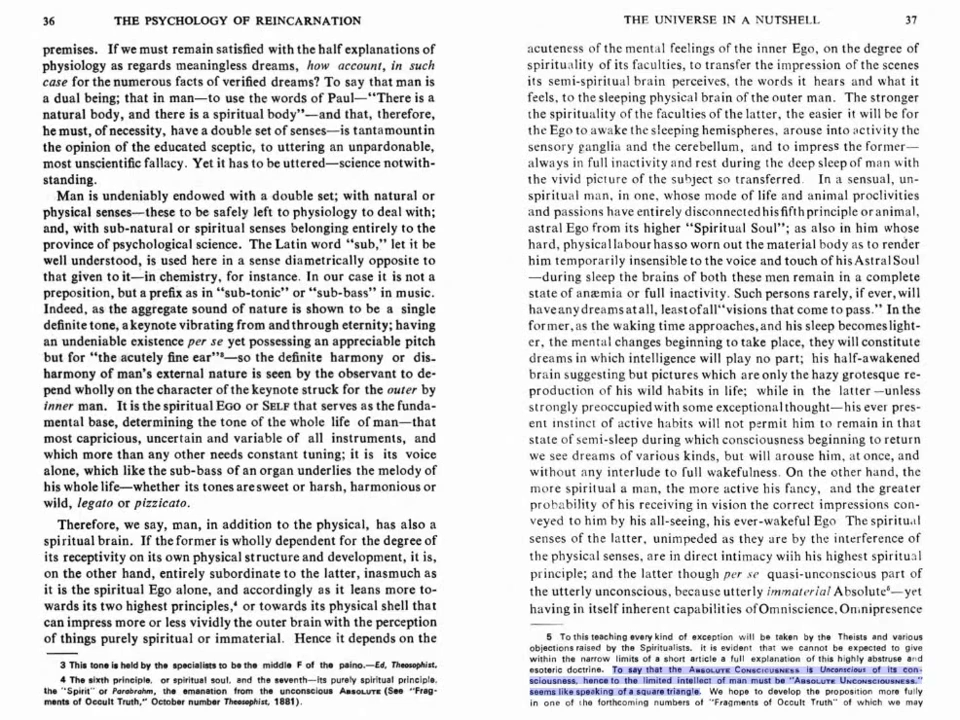 36 THE PSYCHOLOGY OF REINCARNATION
premises. If we must remain satisfied with the half explanations of
physiology as regards meaningless dreams, how account, in such
case for the numerous facts of verified dreams? To say that man is
a dual being; that in man—to use the words of Paul—"There is a
natural body, and there is a spiritual body"—and that, therefore,
he must, of necessity, have a double set of senses—is tantamount in
the opinion of the educated sceptic, to uttering an unpardonable,
most unscientific fallacy. Yet it has to be uttered—science notwith-
standing.
Man is undeniably endowed with a double set; with natural or
physical senses—these to be safely left to physiology to deal with;
and, with sub-natural or spiritual senses belonging entirely to the
province of psychological science. The Latin word "sub," let it be
well understood, is used here in a sense diametrically opposite to
that given to it—in chemistry, for instance. In our case it is not a
preposition, but a prefix as in "sub-tonic" or "sub-bass" in music.
Indeed, as the aggregate sound of nature is shown to be a single
definite tone, a keynote vibrating from and through eternity; having
an undeniable existence per se yet possessing an appreciable pitch
but for "the acutely fine ear"³—so the definite harmony or dis-
harmony of man's external nature is seen by the observant to de-
pend wholly on the character of the keynote struck for the outer by
inner man. It is the spiritual EGO or SELF that serves as the funda-
mental base, determining the tone of the whole life of man—that
most capricious, uncertain and variable of all instruments, and
which more than any other needs constant tuning; it is its voice
alone, which like the sub-bass of an organ underlies the melody of
his whole life—whether its tones are sweet or harsh, harmonious or
wild, legato or pizzicato.
Therefore, we say, man, in addition to the physical, has also a
spiritual brain. If the former is wholly dependent for the degree of
its receptivity on its own physical structure and development, it is,
on the other hand, entirely subordinate to the latter, inasmuch as
it is the spiritual Ego alone, and accordingly as it leans more to-
wards its two highest principles,⁴ or towards its physical shell that
can impress more or less vividly the outer brain with the perception
of things purely spiritual or immaterial. Hence it depends on the
3 This tone is held by the specialists to be the middle F of the paino.—Ed, Theosophist.
4 The sixth principle, or spiritual soul, and the seventh—its purely spiritual principle,
the "Spirit" or Parabrahm, the emanation from the unconscious ABSOLUTE (See "Frag-
ments of Occult Truth," October number Theosophist, 1881).
THE UNIVERSE IN A NUTSHELL 37
acuteness of the mental feelings of the inner Ego, on the degree of
spirituality of its faculties, to transfer the impression of the scenes
its semi-spiritual brain perceives, the words it hears and what it
feels, to the sleeping physical brain of the outer man. The stronger
the spirituality of the faculties of the latter, the easier it will be for
the Ego to awake the sleeping hemispheres, arouse into activity the
sensory ganglia and the cerebellum, and to impress the former—
always in full inactivity and rest during the deep sleep of man with
the vivid picture of the subject so transferred. In a sensual, un-
spiritual man, in one, whose mode of life and animal proclivities
and passions have entirely disconnected his fifth principle or animal,
astral Ego from its higher "Spiritual Soul"; as also in him whose
hard, physical labour has so worn out the material body as to render
him temporarily insensible to the voice and touch of his Astral Soul
—during sleep the brains of both these men remain in a complete
state of anæmia or full inactivity. Such persons rarely, if ever, will
have any dreams at all, least of all "visions that come to pass." In the
former, as the waking time approaches, and his sleep becomes light-
er, the mental changes beginning to take place, they will constitute
dreams in which intelligence will play no part; his half-awakened
brain suggesting but pictures which are only the hazy grotesque re-
production of his wild habits in life; while in the latter—unless
strongly preoccupied with some exceptional thought—his ever pres-
ent instinct of active habits will not permit him to remain in that
state of semi-sleep during which consciousness beginning to return
we see dreams of various kinds, but will arouse him, at once, and
without any interlude to full wakefulness. On the other hand, the
more spiritual a man, the more active his fancy, and the greater
probability of his receiving in vision the correct impressions con-
veyed to him by his all-seeing, his ever-wakeful Ego The spiritual
senses of the latter, unimpeded as they are by the interference of
the physical senses, are in direct intimacy wiih his highest spiritual
principle; and the latter though per se quasi-unconscious part of
the utterly unconscious, because utterly immaterial Absolute⁵—yet
having in itself inherent capabilities of Omniscience, Omnipresence
5 To this teaching every kind of exception will be taken by the Theists and various
objections raised by the Spiritualists. It is evident that we cannot be expected to give
within the narrow limits of a short article a full explanation of this highly abstruse and
esoteric doctrine. To say that the ABSOLUTE CONSCIOUSNESS is Unconscious of its con-
sciousness, hence to the limited intellect of man must be "ABSOLUTE UNCONSCIOUSNESS,"
seems like speaking of a square triangle. We hope to develop the proposition more fully
in one of the forthcoming numbers of "Fragments of Occult Truth" of which we may